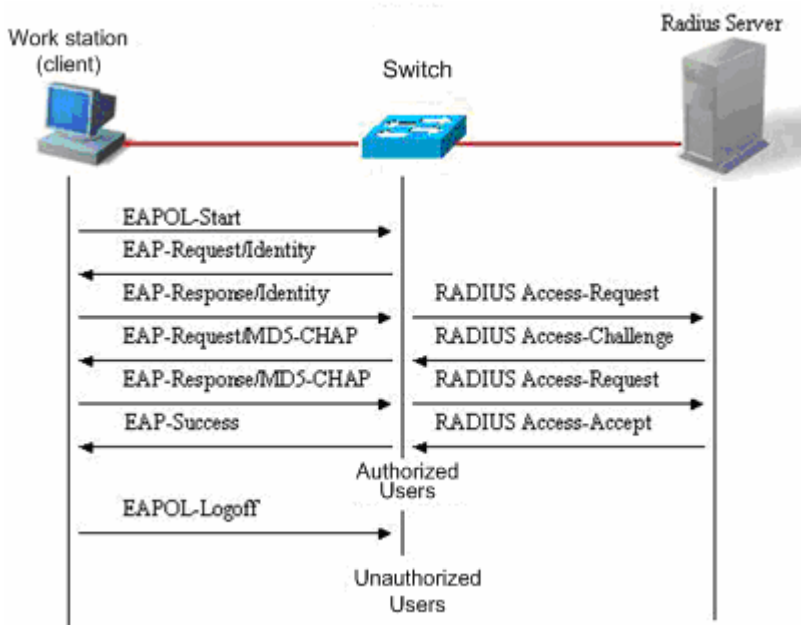 Radius Server
Work station
(client)
Switch
EAPOL-Start
EAP-Request/Identity
EAP-Response/Identity
RADIUS Access-Request
EAP-Request/MD5-CHAP
RADIUS Access-Challenge
EAP-Response/MD5-CHAP
RADIUS Access-Request
EAP-Success
RADIUS Access-Accept
Authorized
Users
EAPOL-Logoff
Unauthorized
Users